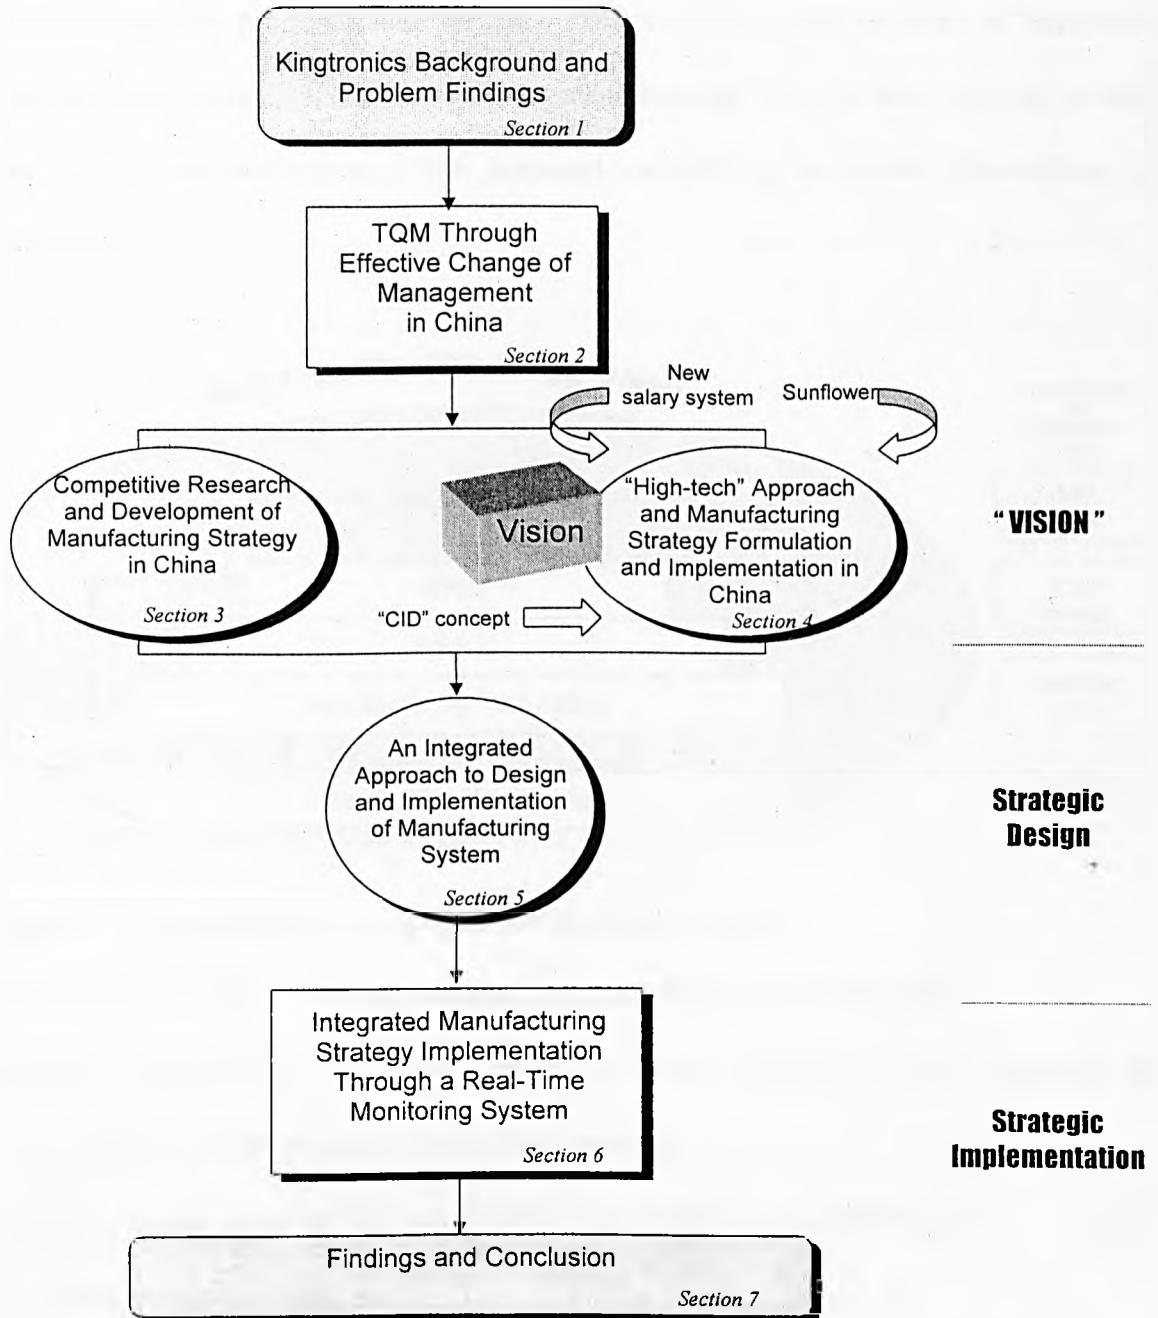 Kingtronics Background and
Problem Findings
Section 1
TQM Through
Effective Change of
Management
in China
Section 2
New
salary system
Sunflower
Competitive Research
and Development of
Manufacturing Strategy
in China
Section 3
Vision
"CID" concept
"High-tech" Approach
and Manufacturing
Strategy Formulation
and Implementation in
China
Section 4
" VISION "
An Integrated
Approach to Design
and Implementation
of Manufacturing
System
Section 5
Strategic
Design
Integrated Manufacturing
Strategy Implementation
Through a Real-Time
Monitoring System
Section 6
Strategic
Implementation
Findings and Conclusion
Section 7